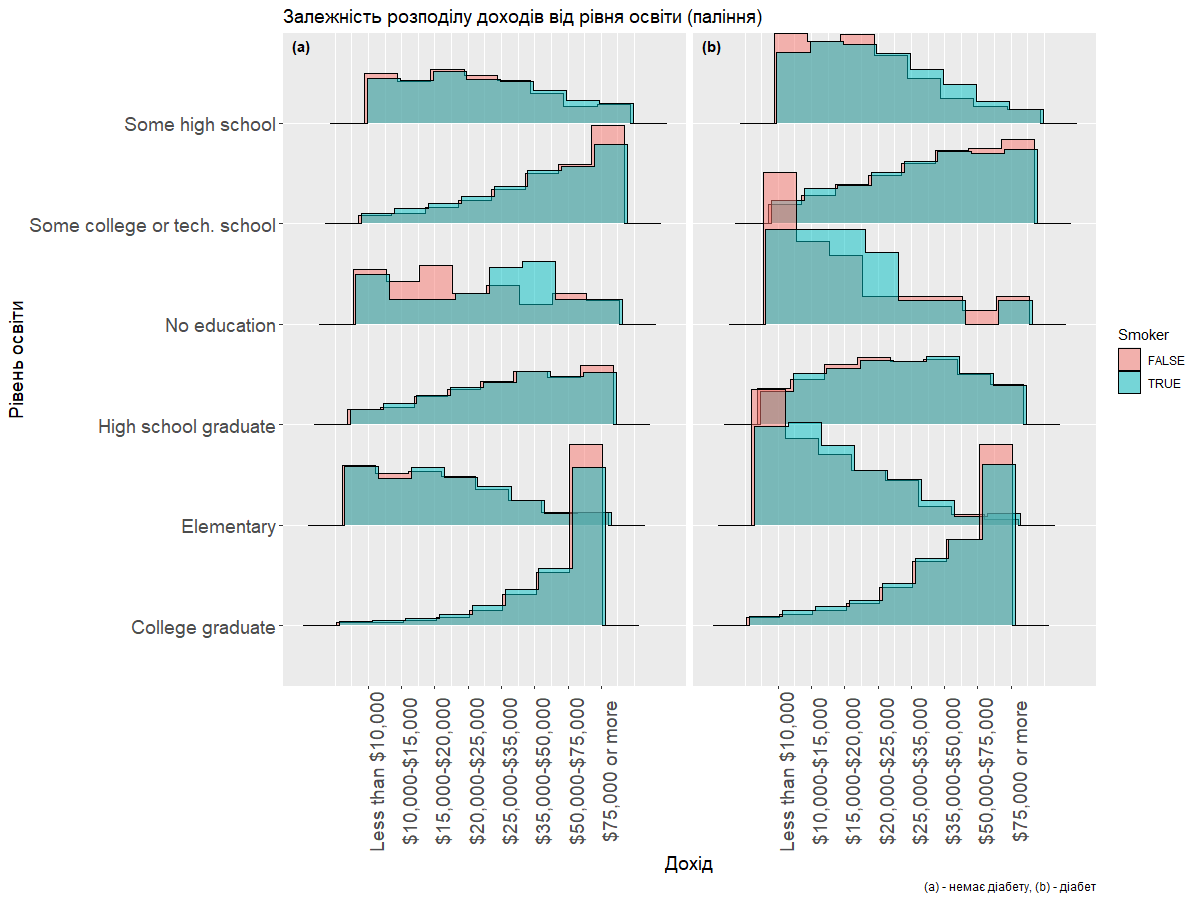 Залежність розподілу доходів від рівня освіти (паління)
(a)
(b)
Рівень освіти
Some high school
Some college or tech. school
No education
High school graduate
Elementary
College graduate
Smoker
FALSE
TRUE
Less than $10,000
$10,000-$15,000
$15,000-$20,000
$20,000-$25,000
$25,000-$35,000
$35,000-$50,000
$50,000-$75,000
$75,000 or more
Less than $10,000
$10,000-$15,000
$15,000-$20,000
$20,000-$25,000
$25,000-$35,000
$35,000-$50,000
$50,000-$75,000
$75,000 or more
Дохід
(a) - немає діабету, (b) - діабет